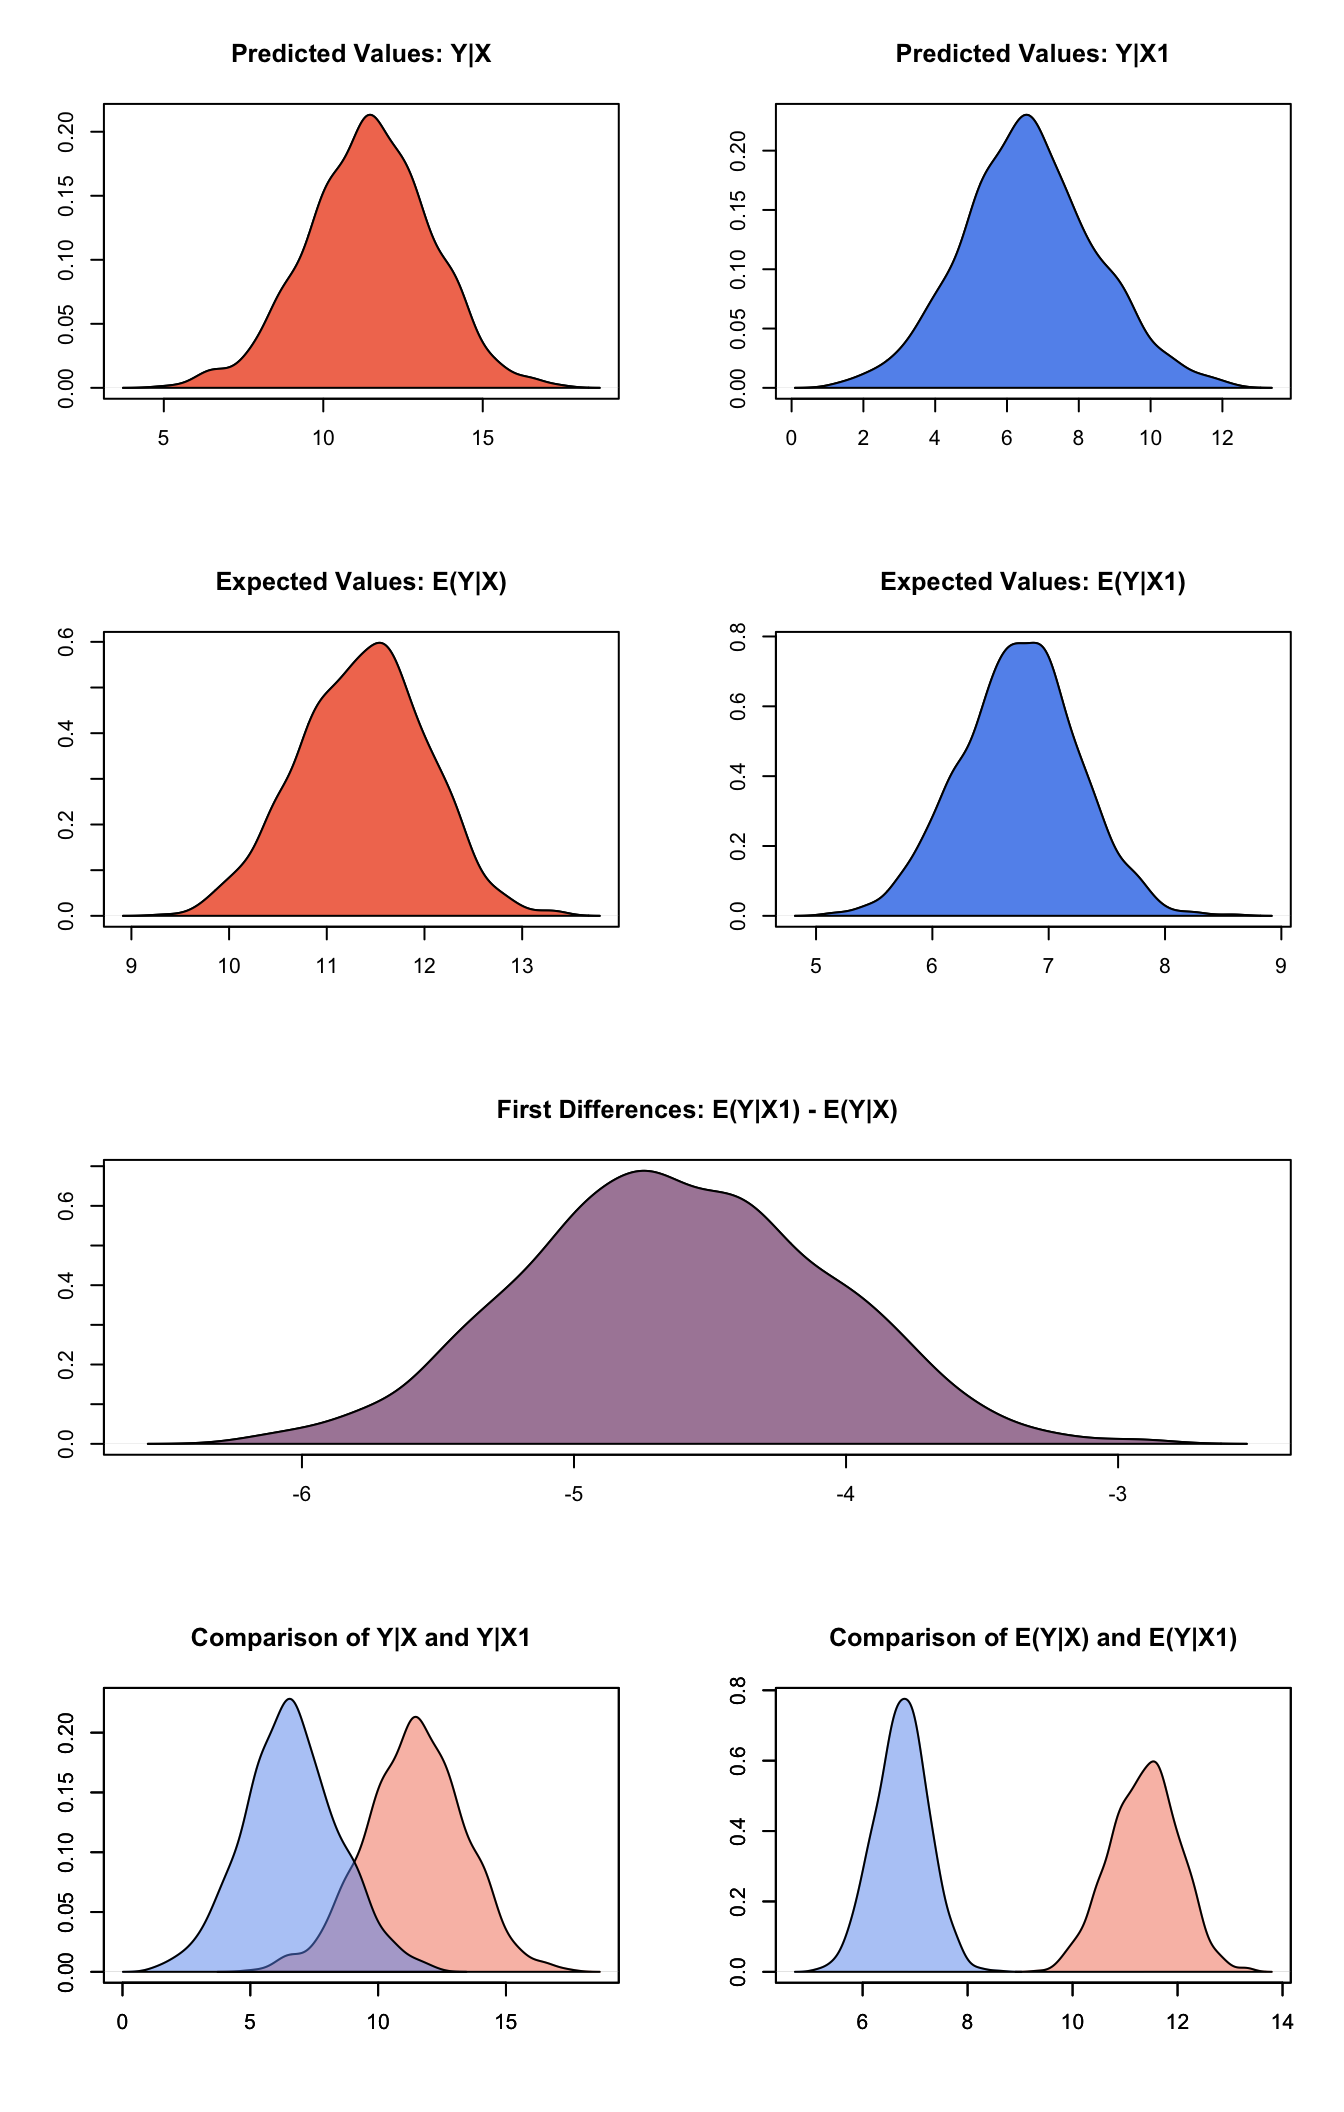 Predicted Values: Y|X
0.00 0.05 0.10 0.15 0.20
5 10 15
Predicted Values: Y|X1
0.00 0.05 0.10 0.15 0.20
0 2 4 6 8 10 12
Expected Values: E(Y|X)
0.0 0.2 0.4 0.6
9 10 11 12 13
Expected Values: E(Y|X1)
0.0 0.2 0.4 0.6 0.8
5 6 7 8 9
First Differences: E(Y|X1) - E(Y|X)
0.0 0.2 0.4 0.6
-6 -5 -4 -3
Comparison of Y|X and Y|X1
0.00 0.05 0.10 0.15 0.20
0 5 10 15
Comparison of E(Y|X) and E(Y|X1)
0.0 0.2 0.4 0.6 0.8
6 8 10 12 14